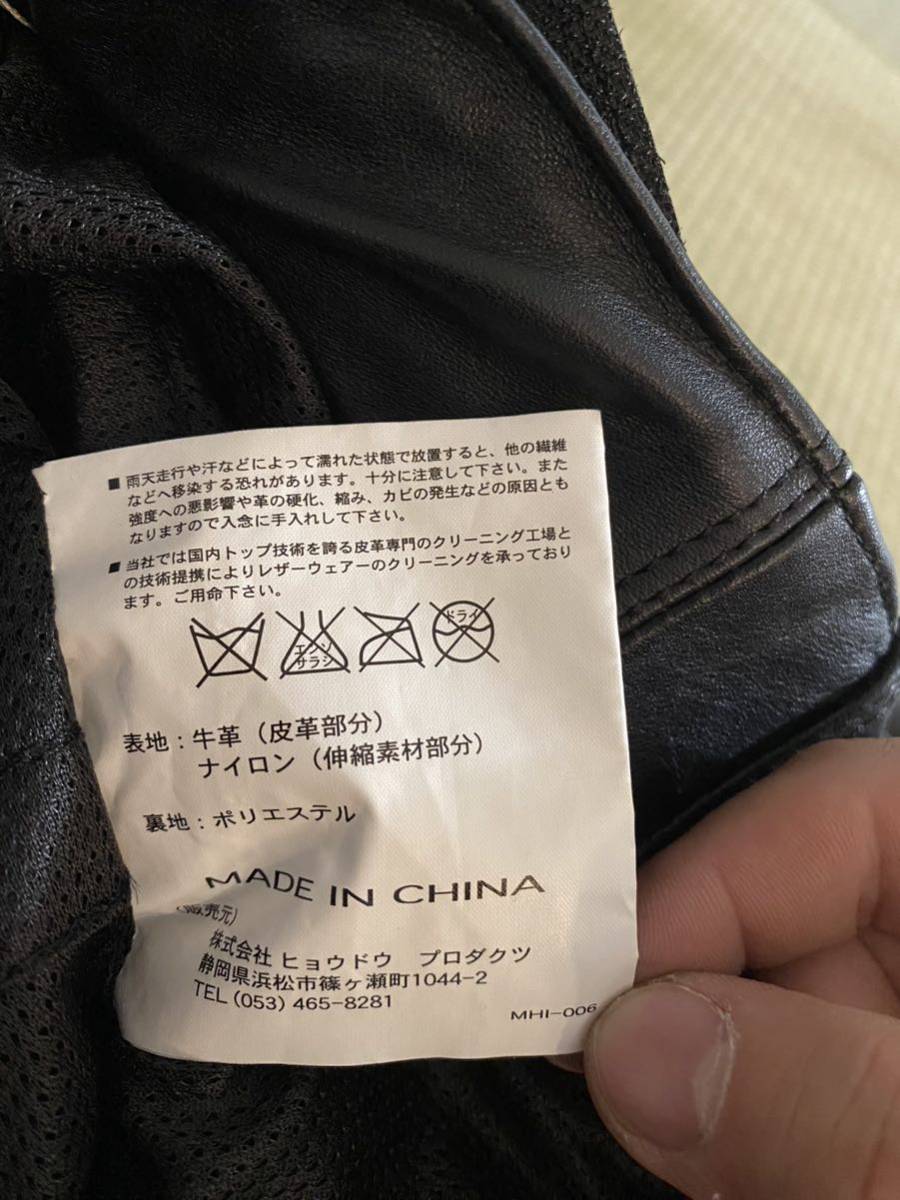 ■ 雨天走行や汗などによって濡れた状態で放置すると、他の繊維
などへ移染する恐れがあります。十分に注意して下さい。また
強度への悪影響や革の硬化、縮み、カビの発生などの原因とも
なりますので入念に手入れして下さい。
■ 当社では国内トップ技術を誇る皮革専門のクリーニング工場と
の技術提携によりレザーウェアーのクリーニングを承っており
ます。ご用命下さい。
エンソ
サラシ
ドライ
表地：牛革（皮革部分）
ナイロン（伸縮素材部分）
裏地：ポリエステル
MADE IN CHINA
(販売元)
株式会社 ヒョウドウ プロダクツ
静岡県浜松市篠ヶ瀬町1044-2
TEL (053) 465-8281
MHI-006